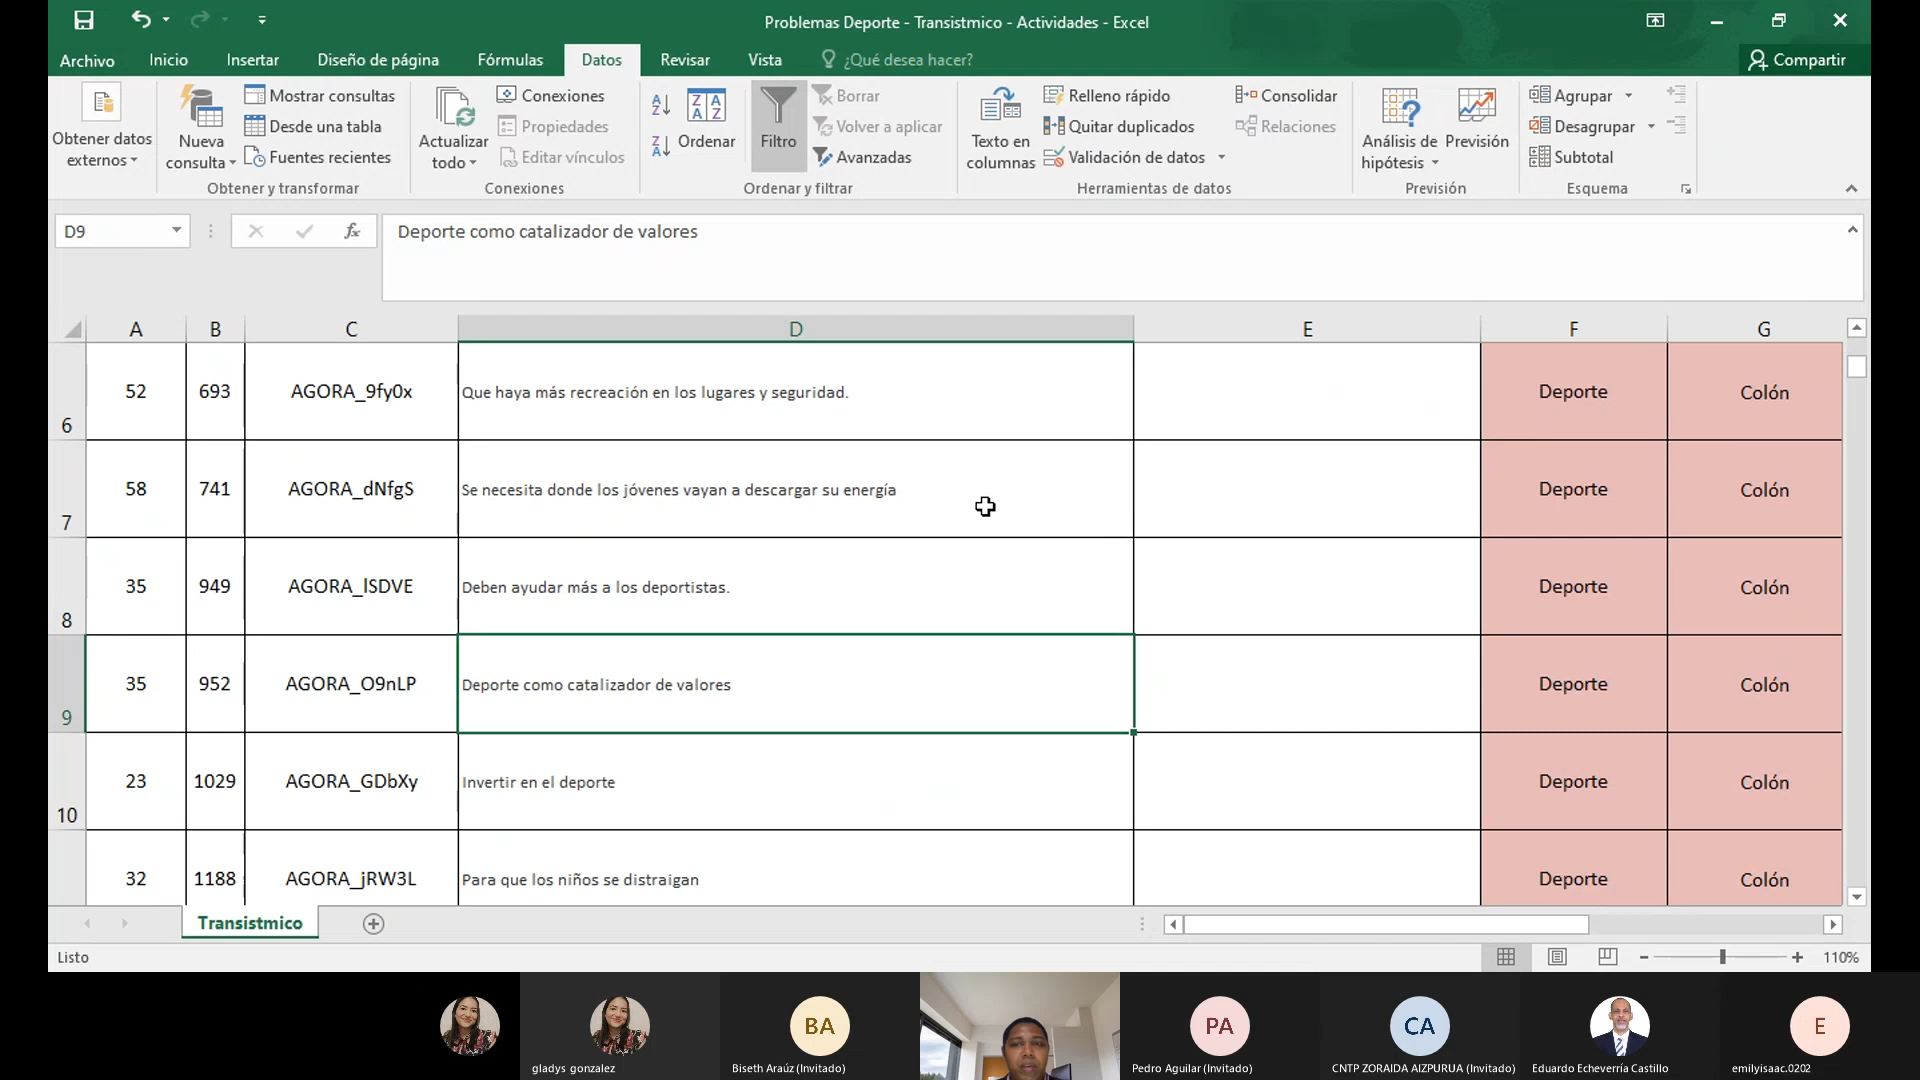 Problemas Deporte - Transistmico - Actividades - Excel
Archivo Inicio Insertar Diseño de página Fórmulas Datos Revisar Vista ¿Qué desea hacer? Compartir
Obtener datos externos
Nueva consulta
Mostrar consultas
Desde una tabla
Fuentes recientes
Obtener y transformar
Actualizar todo
Conexiones
Propiedades
Editar vínculos
Conexiones
Ordenar
Filtro
Borrar
Volver a aplicar
Avanzadas
Ordenar y filtrar
Texto en columnas
Relleno rápido
Quitar duplicados
Validación de datos
Consolidar
Relaciones
Herramientas de datos
Análisis de hipótesis
Previsión
Previsión
Agrupar
Desagrupar
Subtotal
Esquema
D9 fx Deporte como catalizador de valores
A B C D E F G
6 52 693 AGORA_9fy0x Que haya más recreación en los lugares y seguridad. Deporte Colón
7 58 741 AGORA_dNfgS Se necesita donde los jóvenes vayan a descargar su energía Deporte Colón
8 35 949 AGORA_lSDVE Deben ayudar más a los deportistas. Deporte Colón
9 35 952 AGORA_O9nLP Deporte como catalizador de valores Deporte Colón
10 23 1029 AGORA_GDbXy Invertir en el deporte Deporte Colón
32 1188 AGORA_jRW3L Para que los niños se distraigan Deporte Colón
Transistmico
Listo 110%
BA PA CA E
gladys gonzalez Biseth Araúz (Invitado) Pedro Aguilar (Invitado) CNTP ZORAIDA AIZPURUA (Invitado) Eduardo Echeverría Castillo emilyisaac.0202